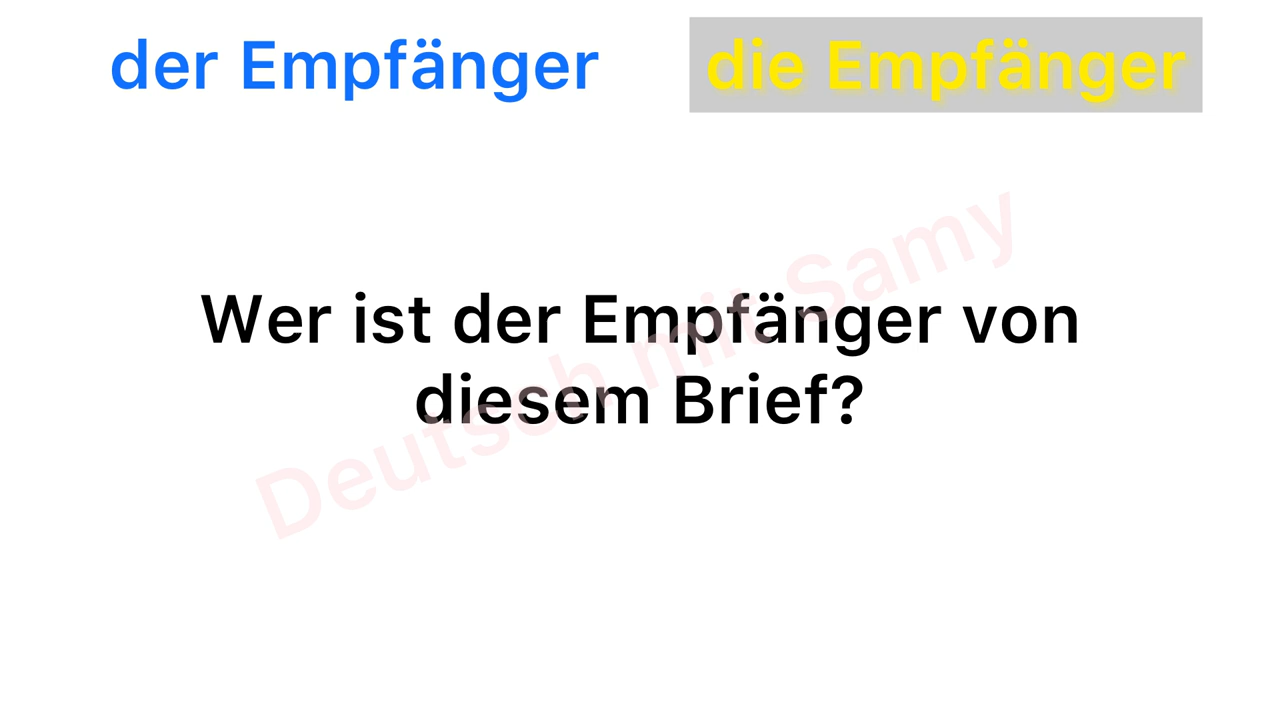 der Empfänger
die Empfänger
Wer ist der Empfänger von
diesem Brief?
Deutsch mit Samy